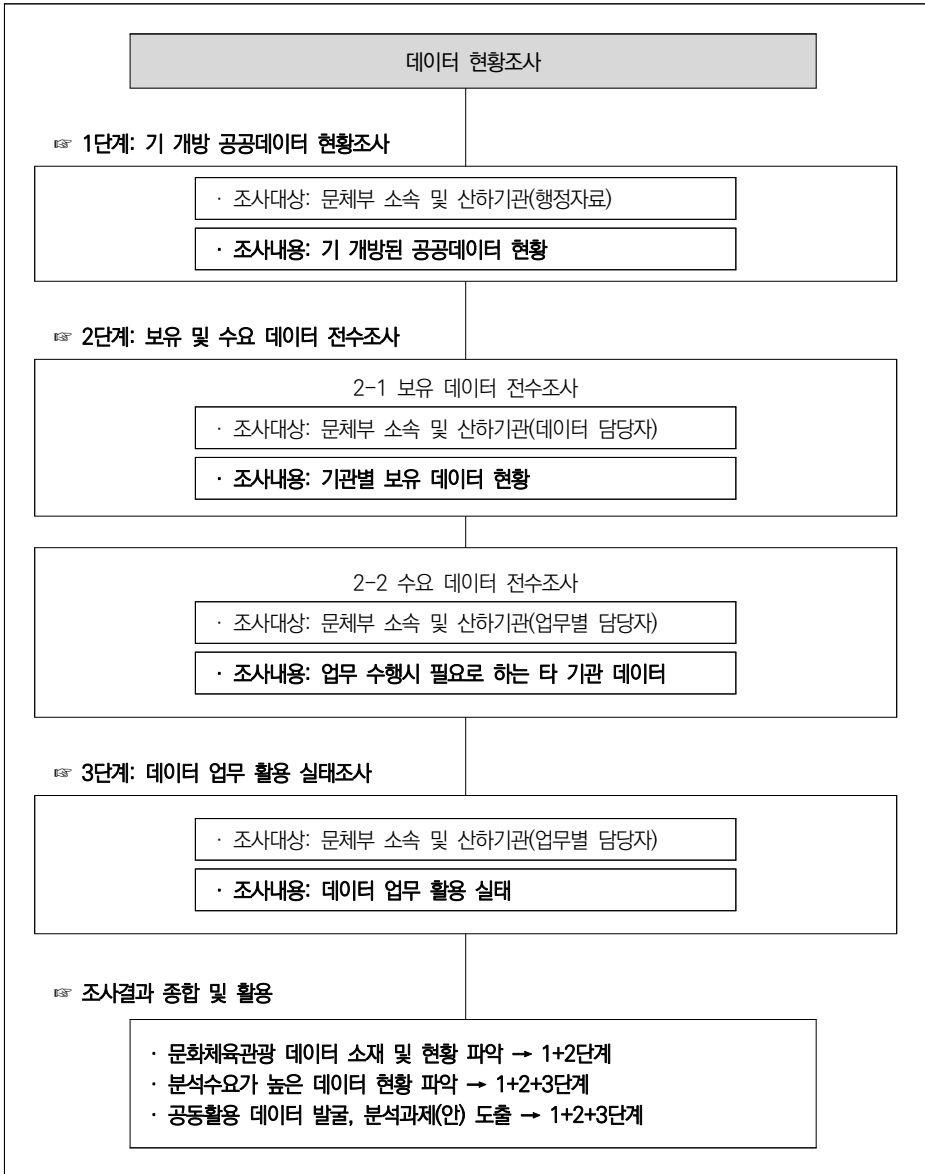 데이터 현황조사
☞ 1단계: 기 개방 공공데이터 현황조사
· 조사대상: 문체부 소속 및 산하기관(행정자료)
· 조사내용: 기 개방된 공공데이터 현황
☞ 2단계: 보유 및 수요 데이터 전수조사
2-1 보유 데이터 전수조사
· 조사대상: 문체부 소속 및 산하기관(데이터 담당자)
· 조사내용: 기관별 보유 데이터 현황
2-2 수요 데이터 전수조사
· 조사대상: 문체부 소속 및 산하기관(업무별 담당자)
· 조사내용: 업무 수행시 필요로 하는 타 기관 데이터
☞ 3단계: 데이터 업무 활용 실태조사
· 조사대상: 문체부 소속 및 산하기관(업무별 담당자)
· 조사내용: 데이터 업무 활용 실태
☞ 조사결과 종합 및 활용
· 문화체육관광 데이터 소재 및 현황 파악 → 1+2단계
· 분석수요가 높은 데이터 현황 파악 → 1+2+3단계
· 공동활용 데이터 발굴, 분석과제(안) 도출 → 1+2+3단계